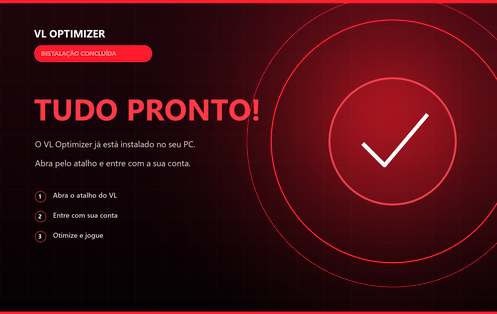 VL OPTIMIZER
INSTALAÇÃO CONCLUÍDA
TUDO PRONTO!
O VL Optimizer já está instalado no seu PC.
Abra pelo atalho e entre com a sua conta.
1 Abra o atalho do VL
2 Entre com sua conta
3 Otimize e jogue